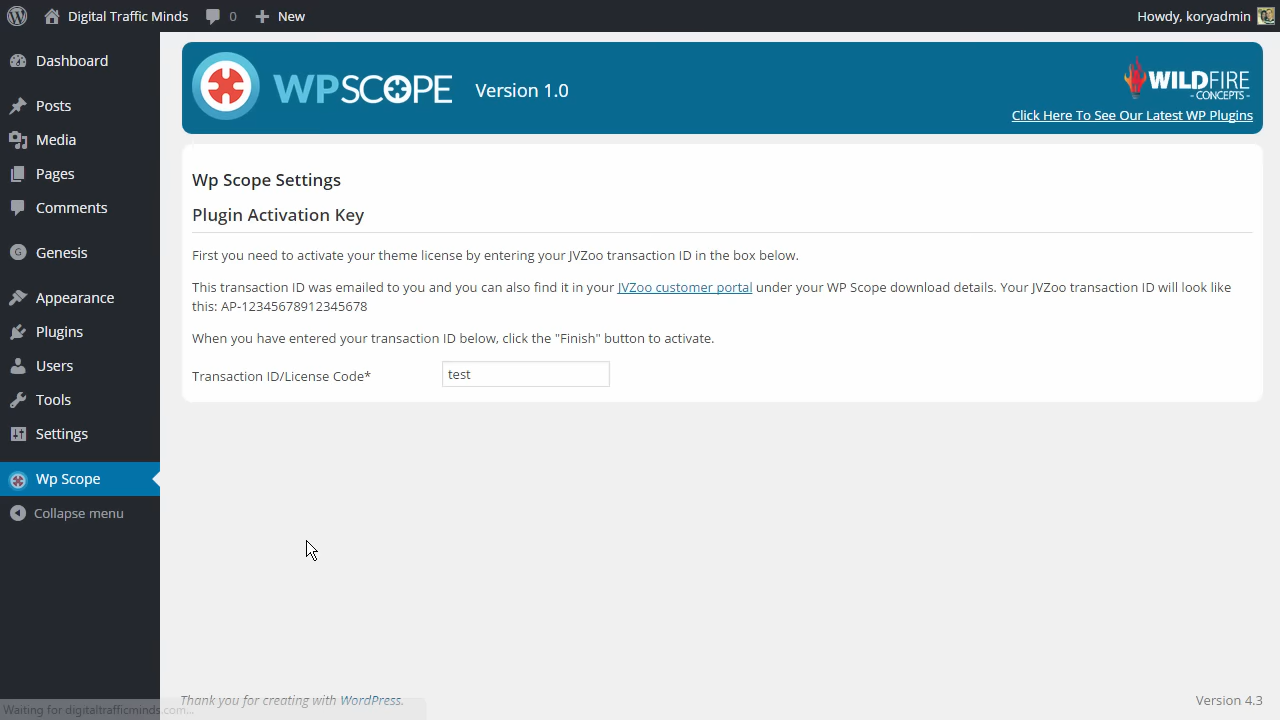 Digital Traffic Minds 0 New Howdy, koryadmin
Dashboard
Posts
Media
Pages
Comments
Genesis
Appearance
Plugins
Users
Tools
Settings
Wp Scope
Collapse menu
WPSCOPE Version 1.0
WILDFIRE
- CONCEPTS -
Click Here To See Our Latest WP Plugins
Wp Scope Settings
Plugin Activation Key
First you need to activate your theme license by entering your JVZoo transaction ID in the box below.
This transaction ID was emailed to you and you can also find it in your JVZoo customer portal under your WP Scope download details. Your JVZoo transaction ID will look like
this: AP-12345678912345678
When you have entered your transaction ID below, click the "Finish" button to activate.
Transaction ID/License Code* test
Thank you for creating with WordPress. Version 4.3
Waiting for digitaltrafficminds.com...